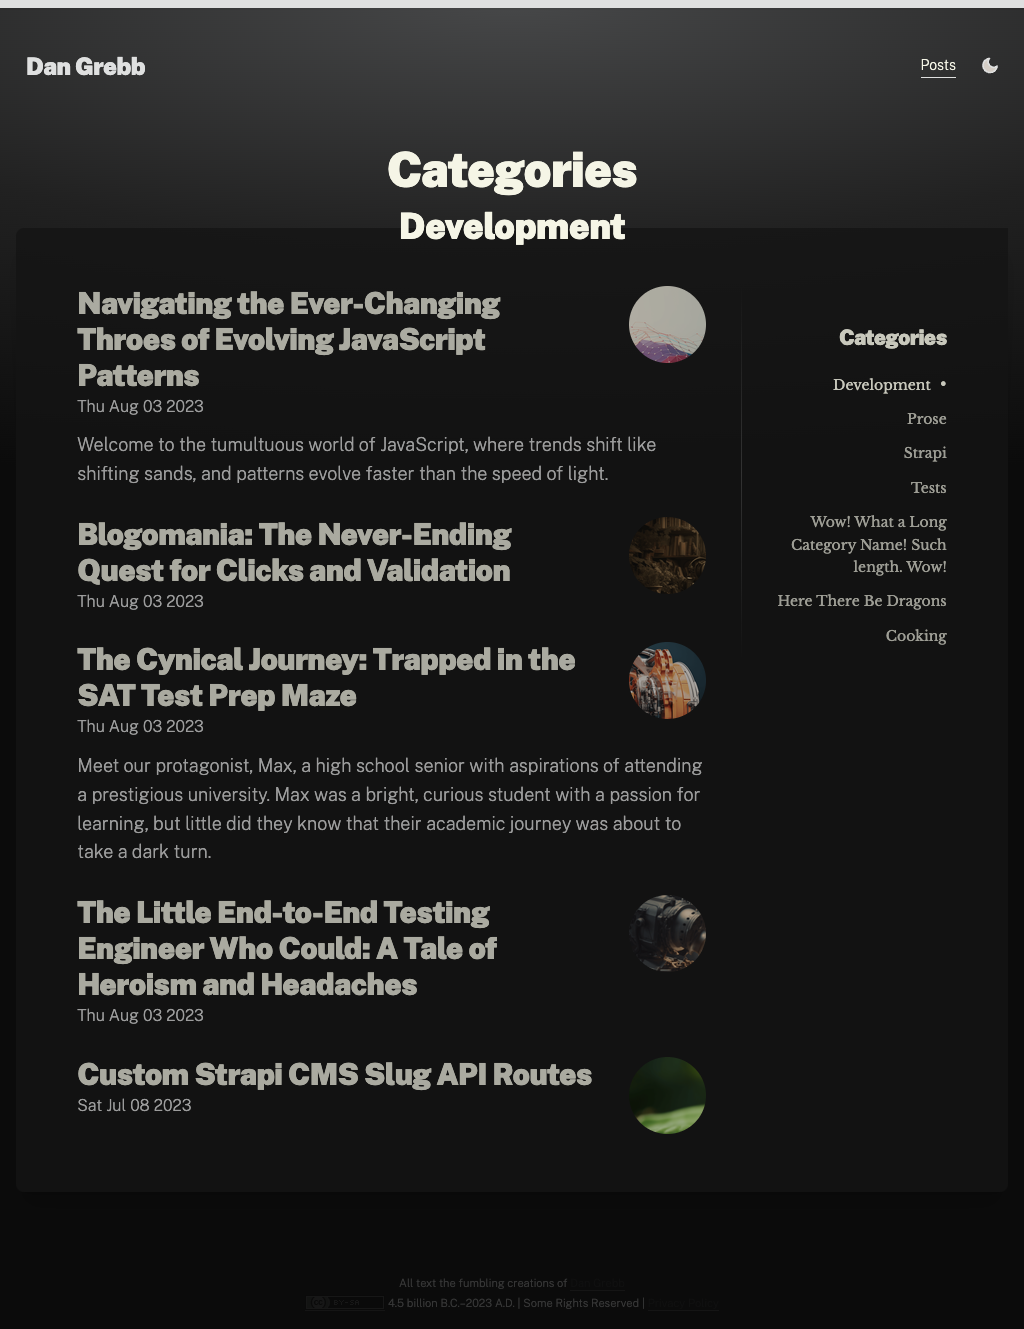 Dan Grebb
Posts
Categories
Development
Navigating the Ever-Changing
Throes of Evolving JavaScript
Patterns
Thu Aug 03 2023
Welcome to the tumultuous world of JavaScript, where trends shift like
shifting sands, and patterns evolve faster than the speed of light.
Blogomania: The Never-Ending
Quest for Clicks and Validation
Thu Aug 03 2023
The Cynical Journey: Trapped in the
SAT Test Prep Maze
Thu Aug 03 2023
Meet our protagonist, Max, a high school senior with aspirations of attending
a prestigious university. Max was a bright, curious student with a passion for
learning, but little did they know that their academic journey was about to
take a dark turn.
The Little End-to-End Testing
Engineer Who Could: A Tale of
Heroism and Headaches
Thu Aug 03 2023
Custom Strapi CMS Slug API Routes
Sat Jul 08 2023
Categories
Development •
Prose
Strapi
Tests
Wow! What a Long
Category Name! Such
length. Wow!
Here There Be Dragons
Cooking
All text the fumbling creations of
4.5 billion B.C.–2023 A.D. | Some Rights Reserved |